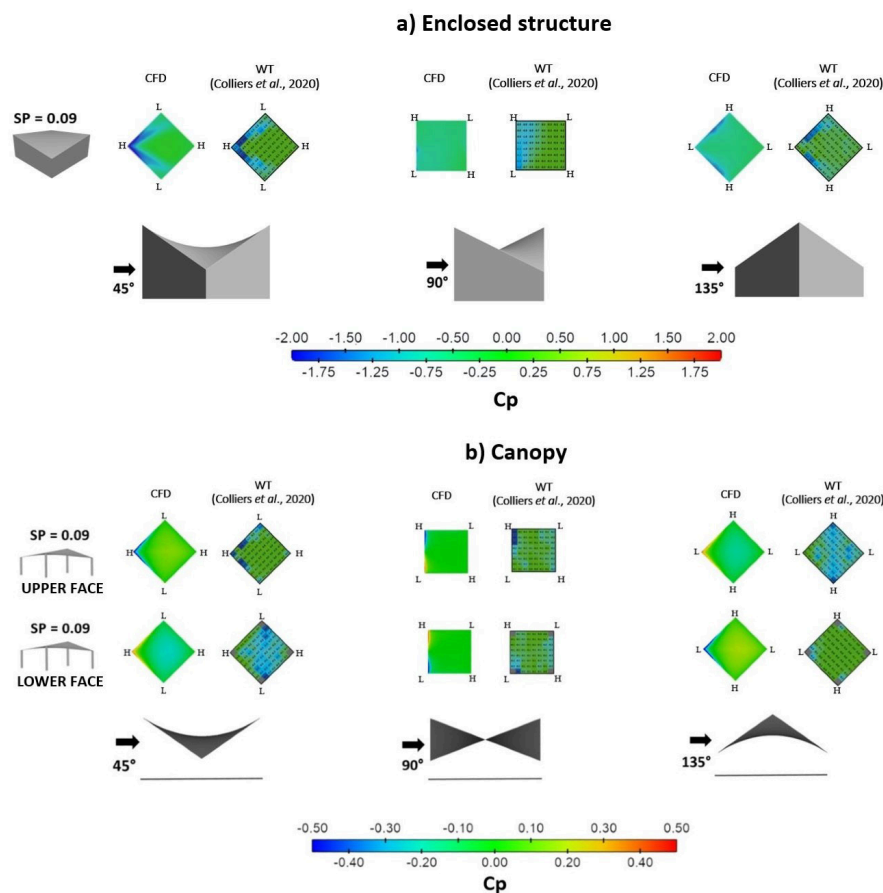 a) Enclosed structure
CFD
WT
(Colliers et al., 2020)
CFD
WT
(Colliers et al., 2020)
CFD
WT
(Colliers et al., 2020)
SP = 0.09
L
L
H
H
H
H
L
L
H
L
H
L
L
H
L
H
H
H
L
L
L
L
H
H
45°
90°
135°
-2.00 -1.50 -1.00 -0.50 0.00 0.50 1.00 1.50 2.00
-1.75 -1.25 -0.75 -0.25 0.25 0.75 1.25 1.75
Cp
b) Canopy
CFD
WT
(Colliers et al., 2020)
CFD
WT
(Colliers et al., 2020)
CFD
WT
(Colliers et al., 2020)
SP = 0.09
UPPER FACE
L
L
H
H
H
H
L
L
H
L
H
L
L
H
L
H
H
H
L
L
L
L
H
H
SP = 0.09
LOWER FACE
L
L
H
H
H
H
L
L
H
L
H
L
L
H
L
H
H
H
L
L
L
L
H
H
45°
90°
135°
-0.50 -0.30 -0.10 0.10 0.30 0.50
-0.40 -0.20 0.00 0.20 0.40
Cp